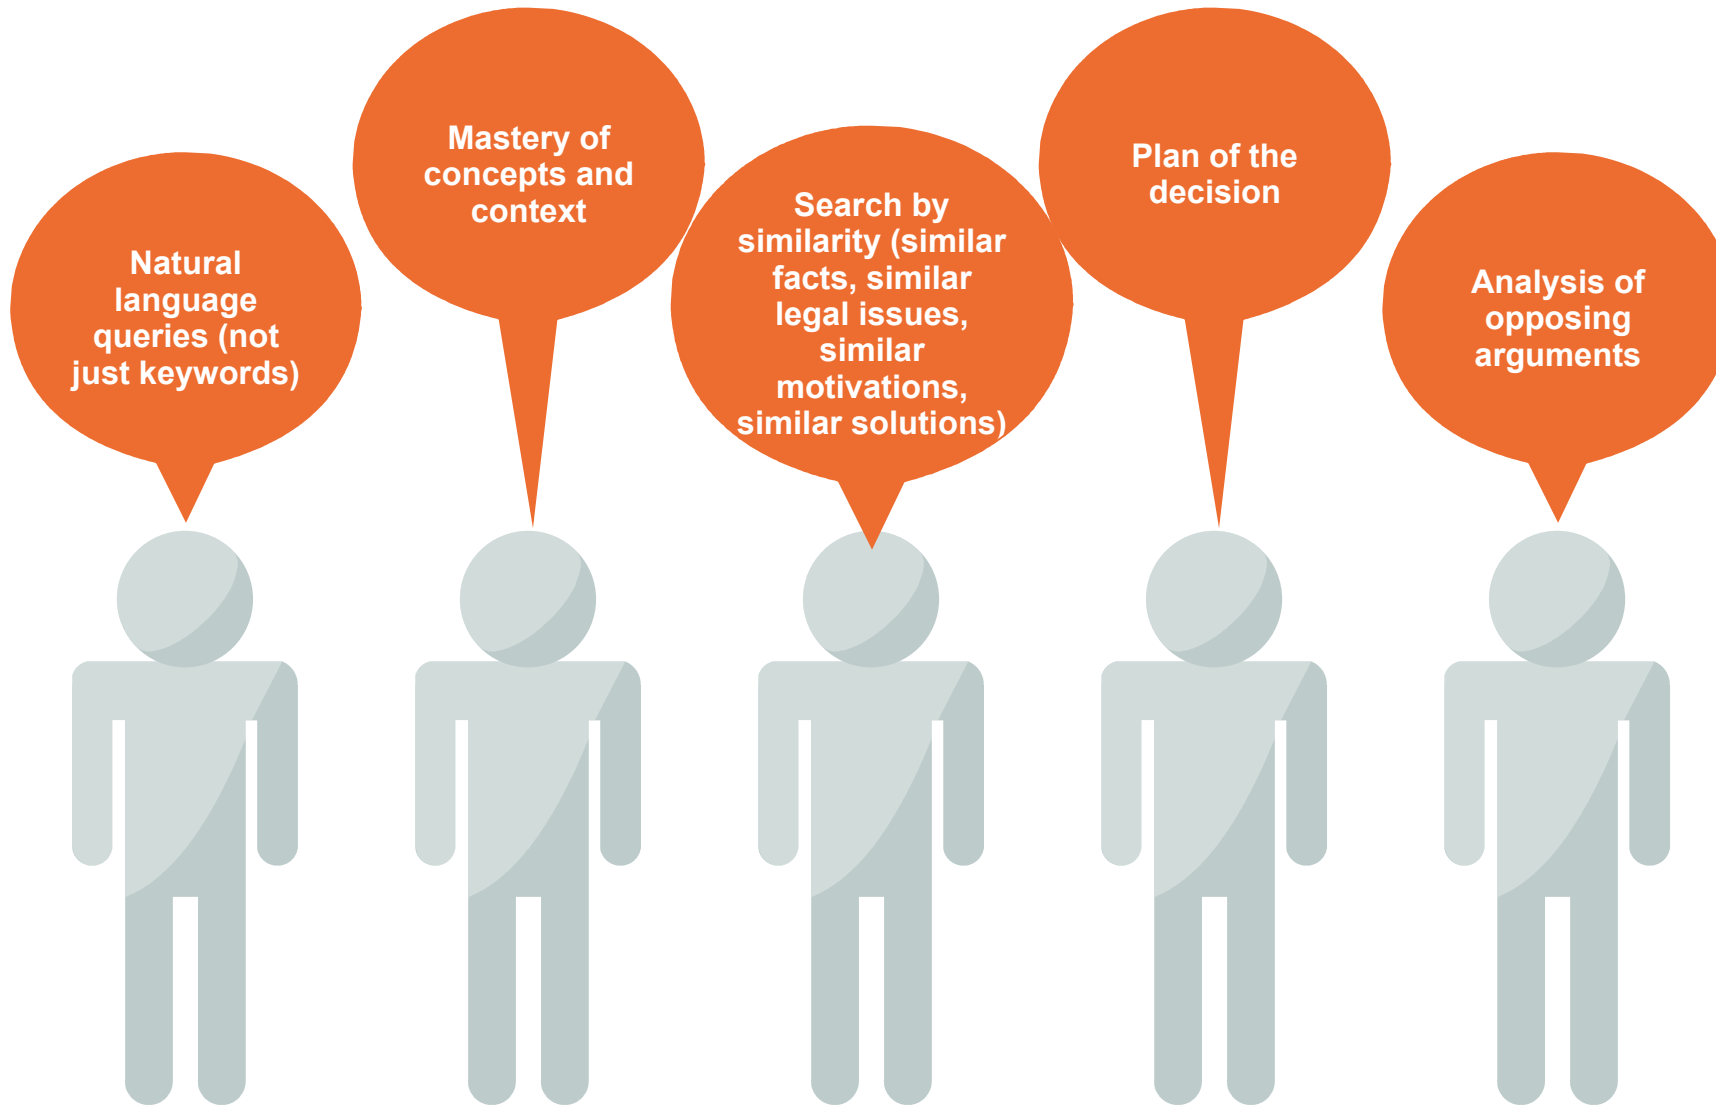 Natural
language
queries (not
just keywords)
Mastery of
concepts and
context
Search by
similarity (similar
facts, similar
legal issues,
similar
motivations,
similar solutions)
Plan of the
decision
Analysis of
opposing
arguments